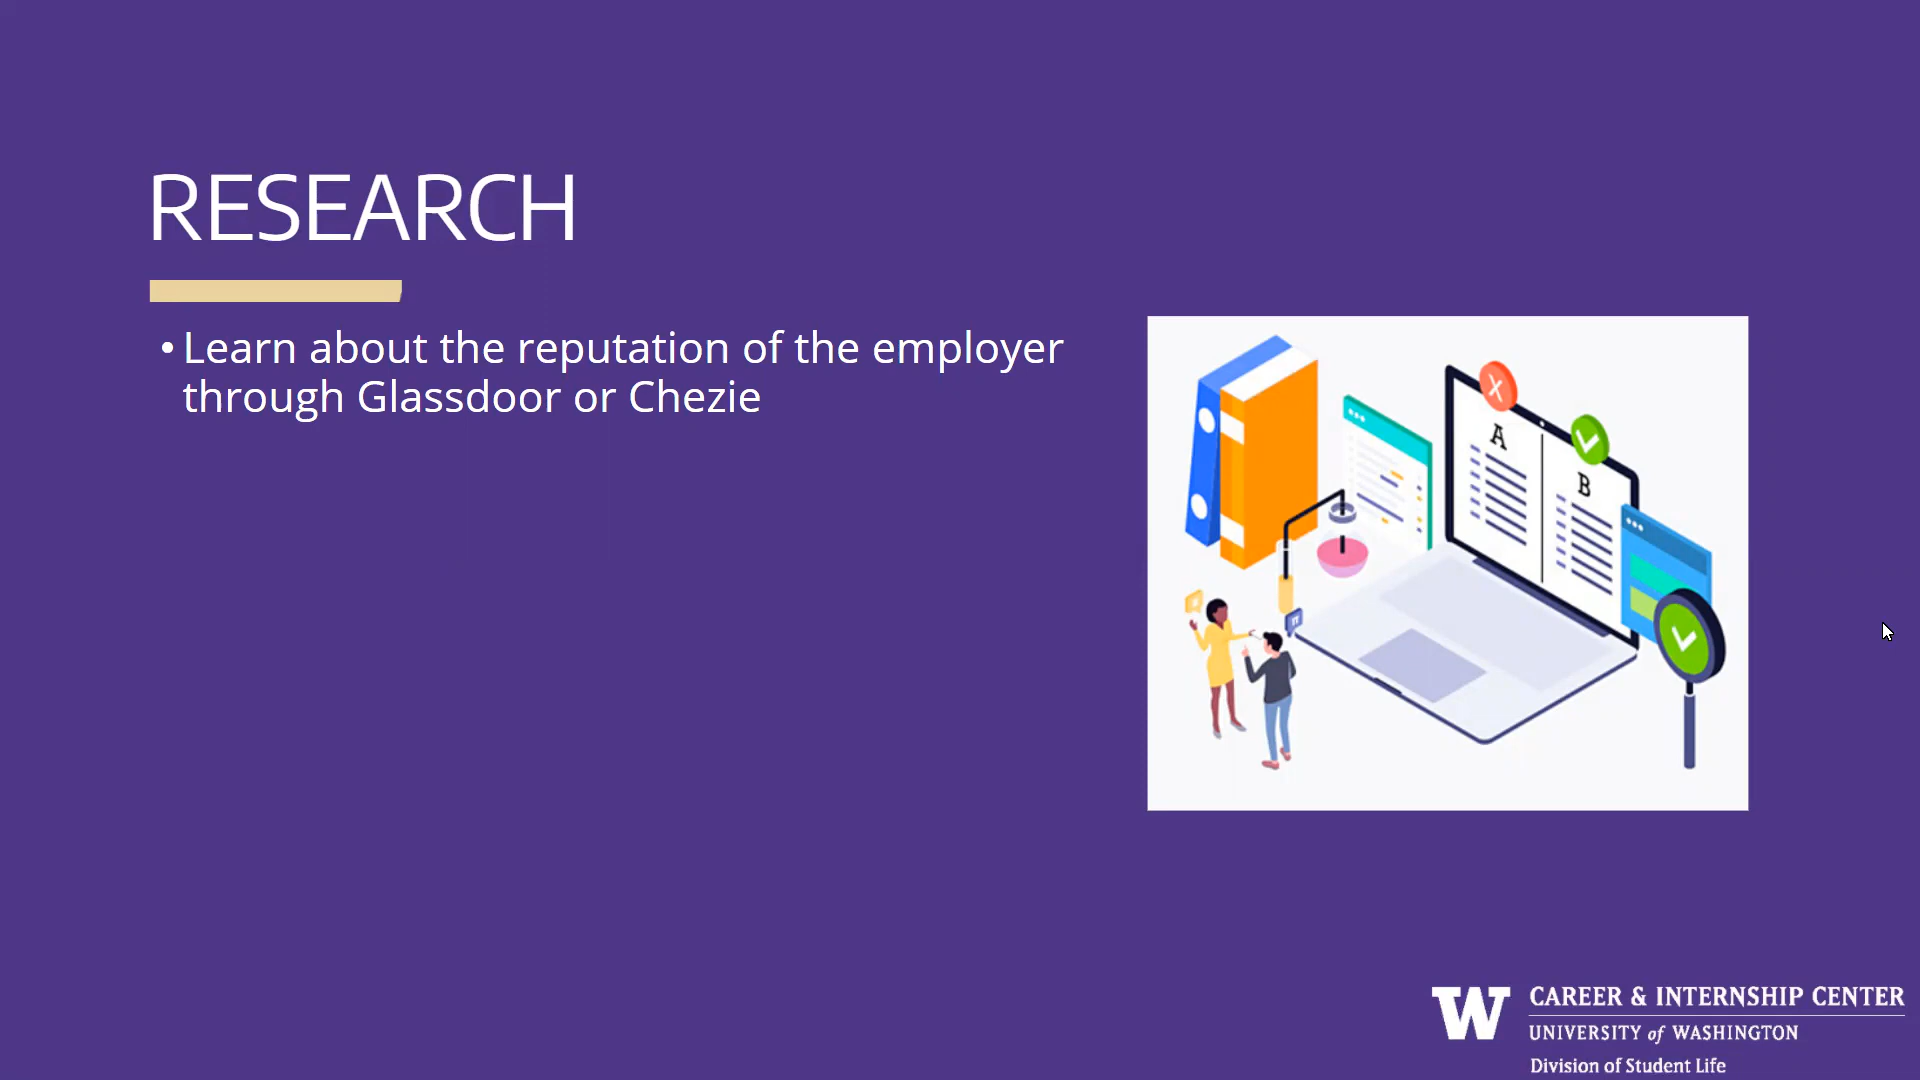 RESEARCH
• Learn about the reputation of the employer
through Glassdoor or Chezie
X
A
B
W
CAREER & INTERNSHIP CENTER
UNIVERSITY of WASHINGTON
Division of Student Life